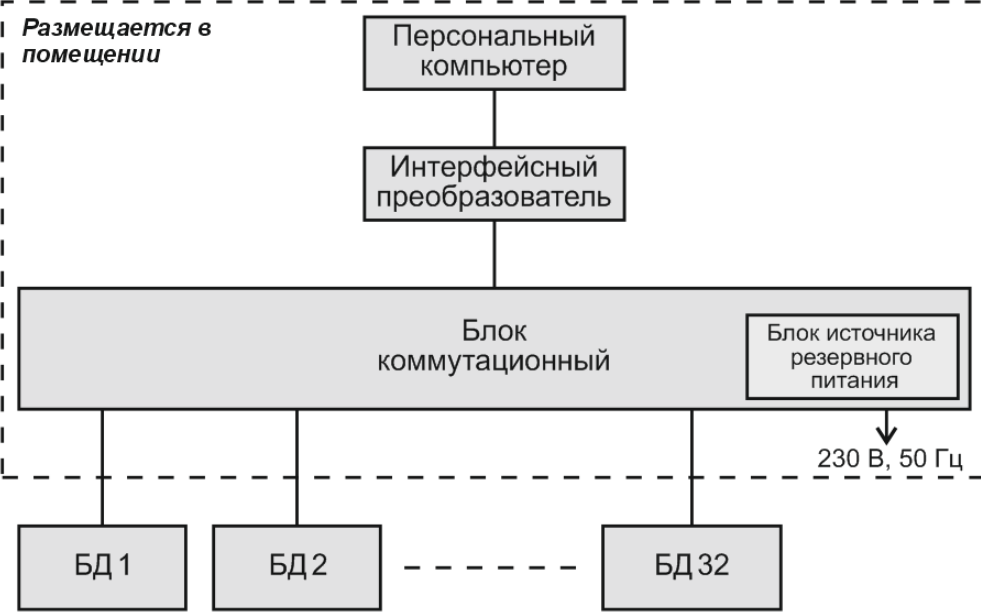 Размещается в
помещении
Персональный
компьютер
Интерфейсный
преобразователь
Блок
коммутационный
Блок источника
резервного
питания
230 В, 50 Гц
БД 1
БД 2
БД 32